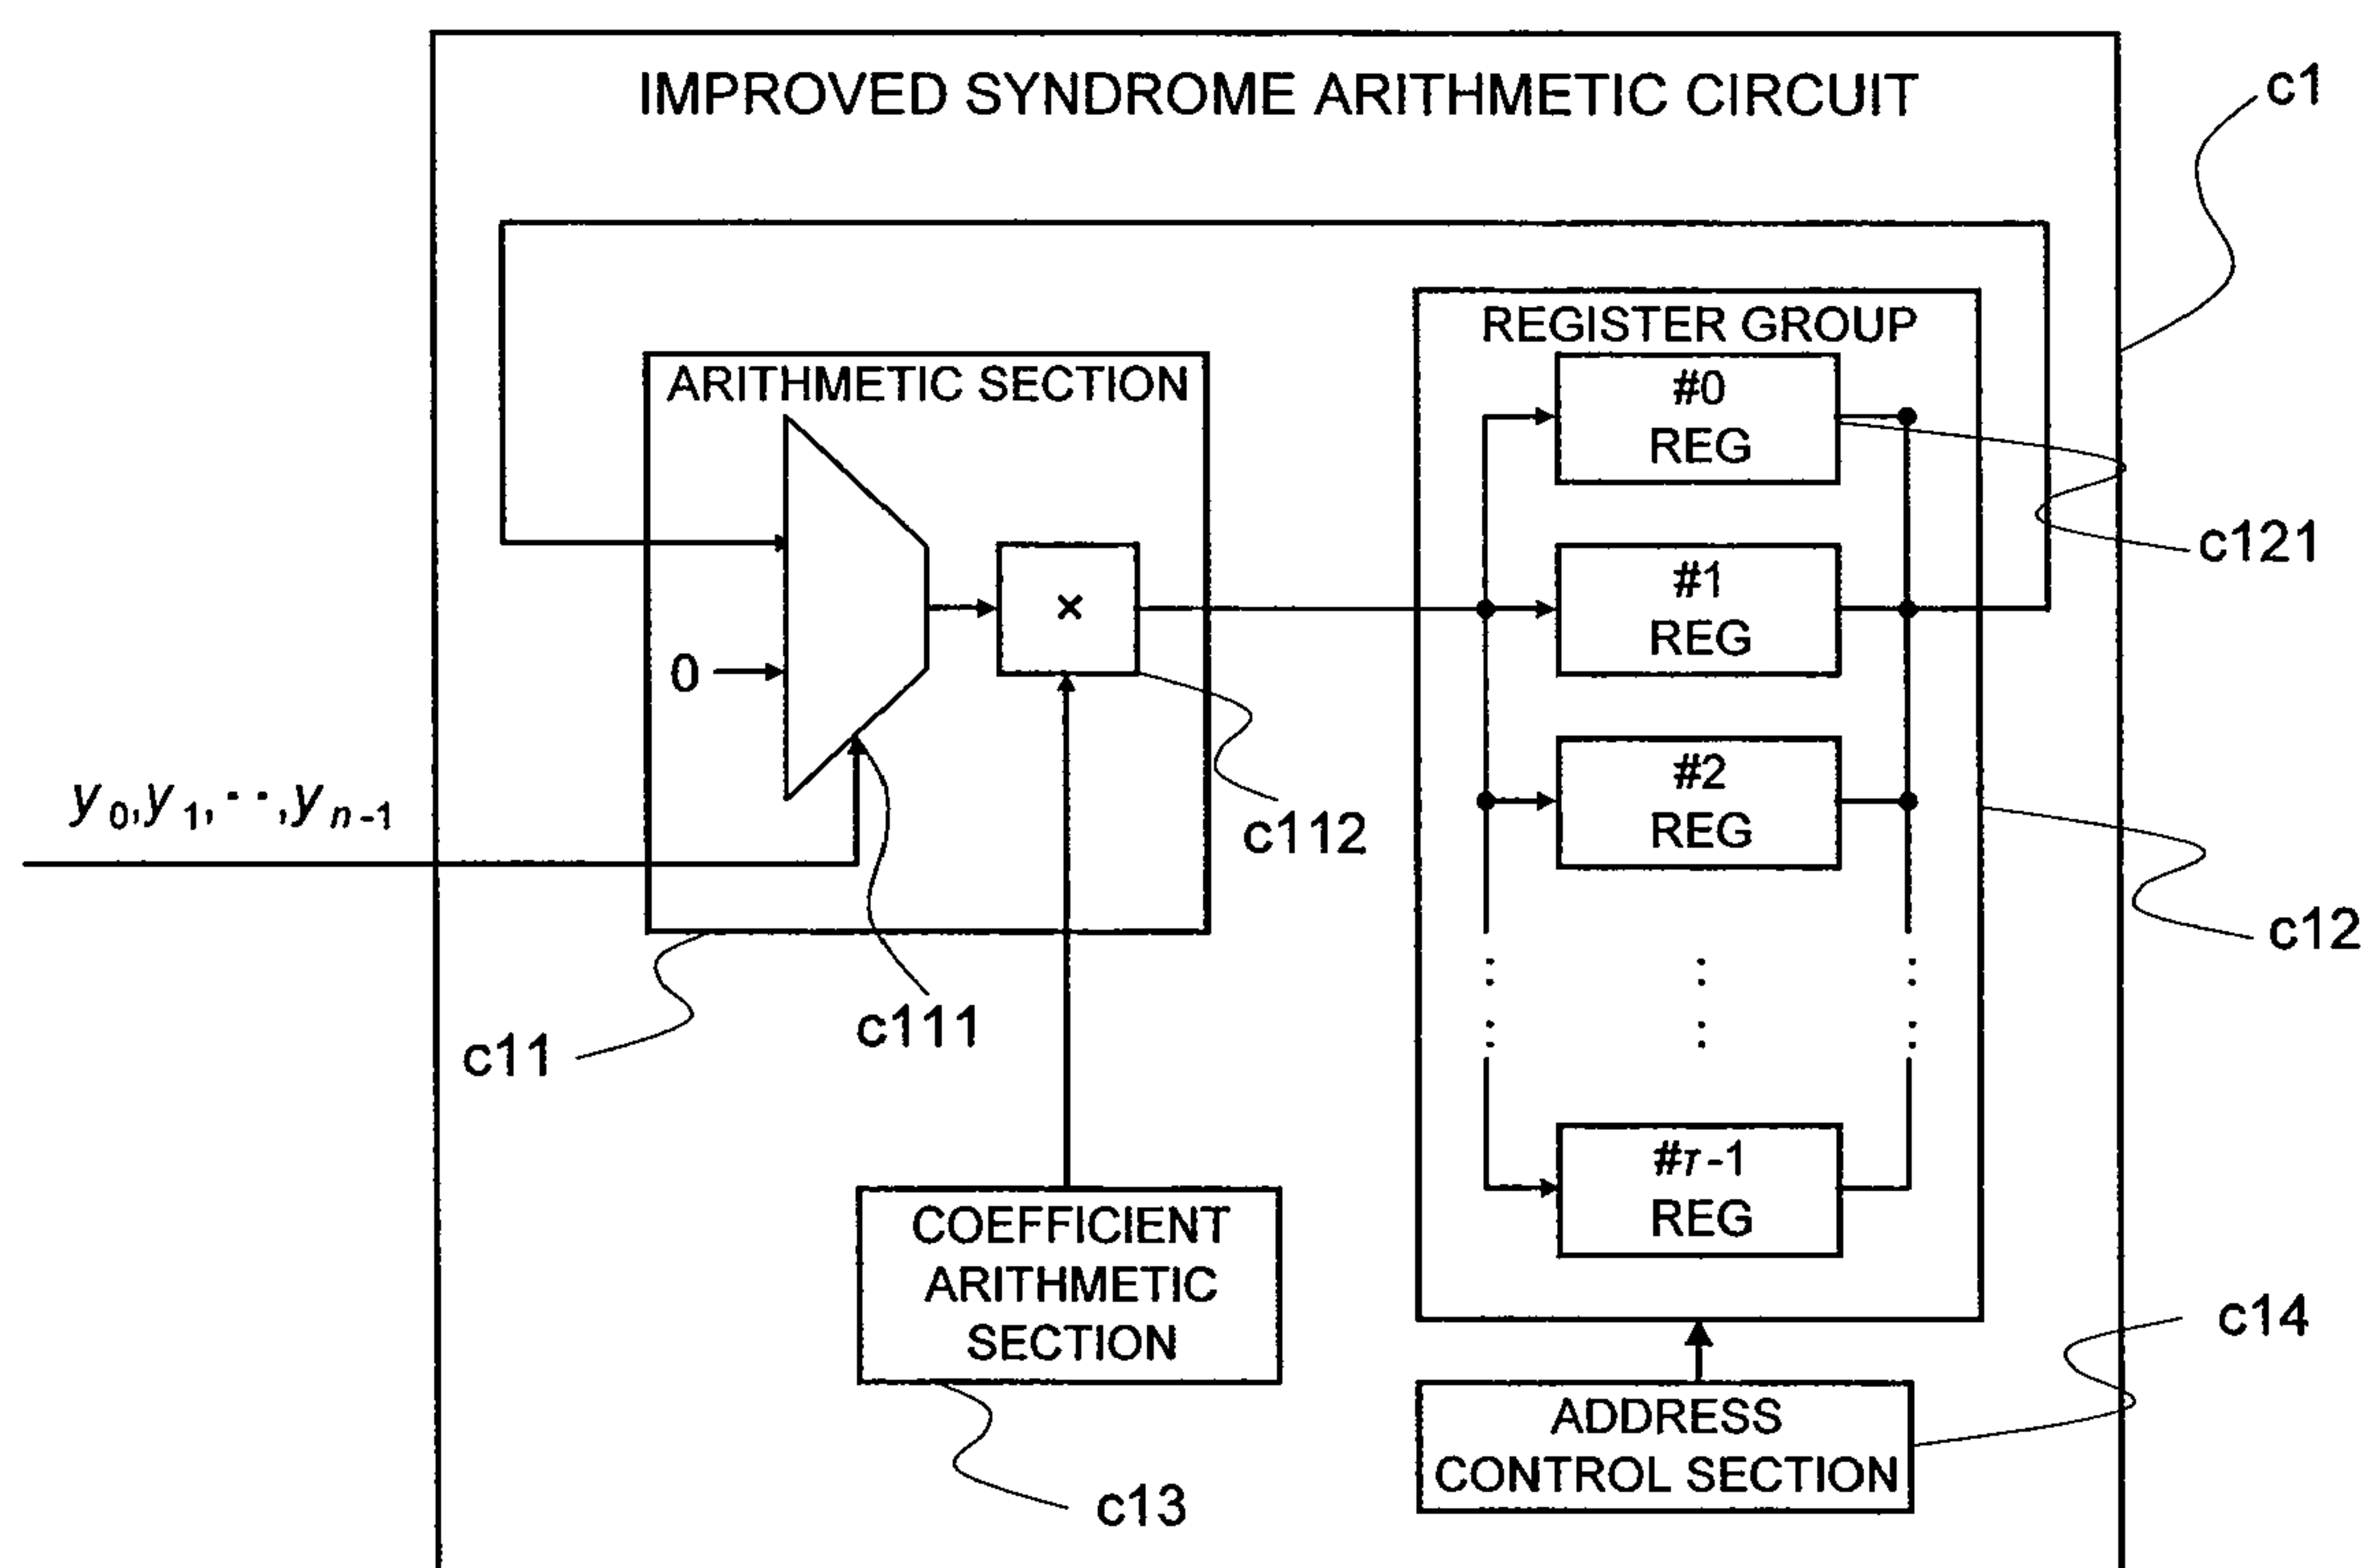 IMPROVED SYNDROME ARITHMETIC CIRCUIT
c1
REGISTER GROUP
ARITHMETIC SECTION
#0
REG
c121
#1
REG
×
0
#2
REG
y0,y1,··,yn-1
c112
c12
c111
c11
#r-1
REG
COEFFICIENT
ARITHMETIC
SECTION
c14
ADDRESS
CONTROL SECTION
c13